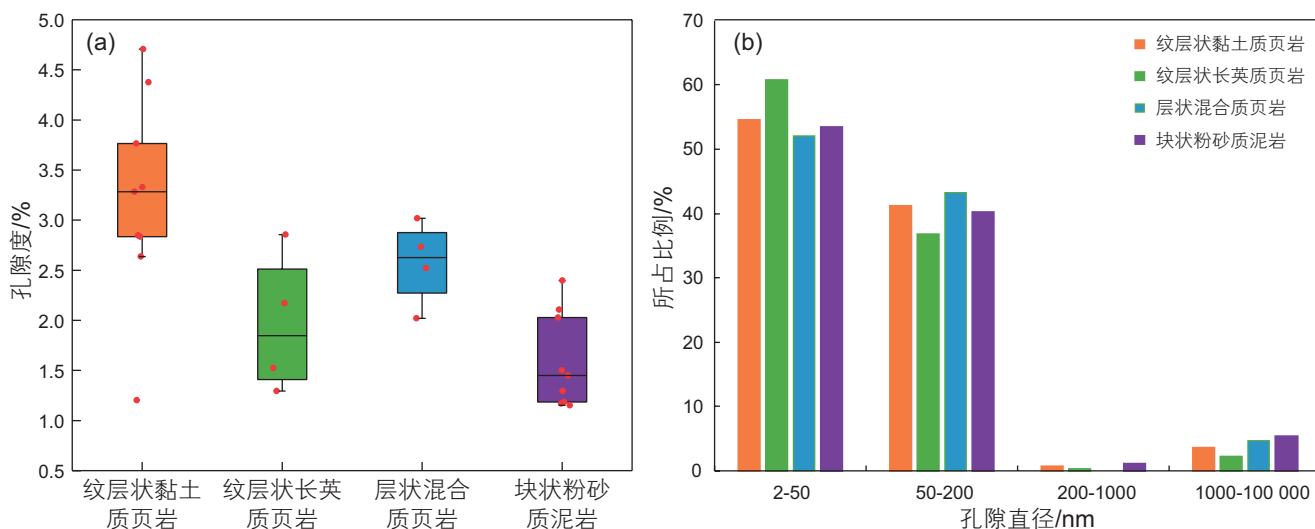 (a)
5.0
4.5
4.0
3.5
3.0
2.5
2.0
1.5
1.0
0.5
孔隙度/%
纹层状黏土
质页岩
纹层状长英
质页岩
层状混合
质页岩
块状粉砂
质泥岩
(b)
70
60
50
40
30
20
10
0
所占比例/%
纹层状黏土质页岩
纹层状长英质页岩
层状混合质页岩
块状粉砂质泥岩
2-50
50-200
200-1000
1000-100 000
孔隙直径/nm